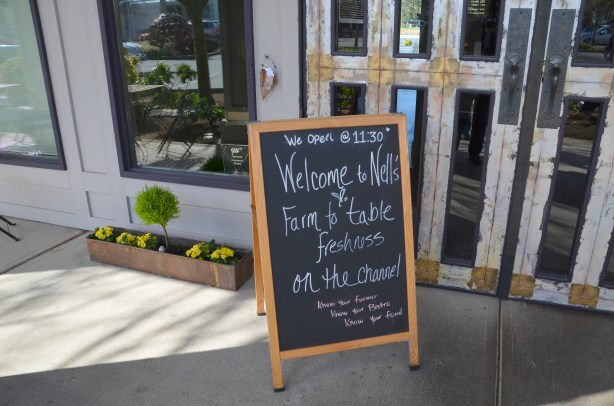 We Open @ 11:30
Welcome to Nell's
Farm to table
freshness
on the channel
Know Your farmer
Know Your Bistro
Know Your food